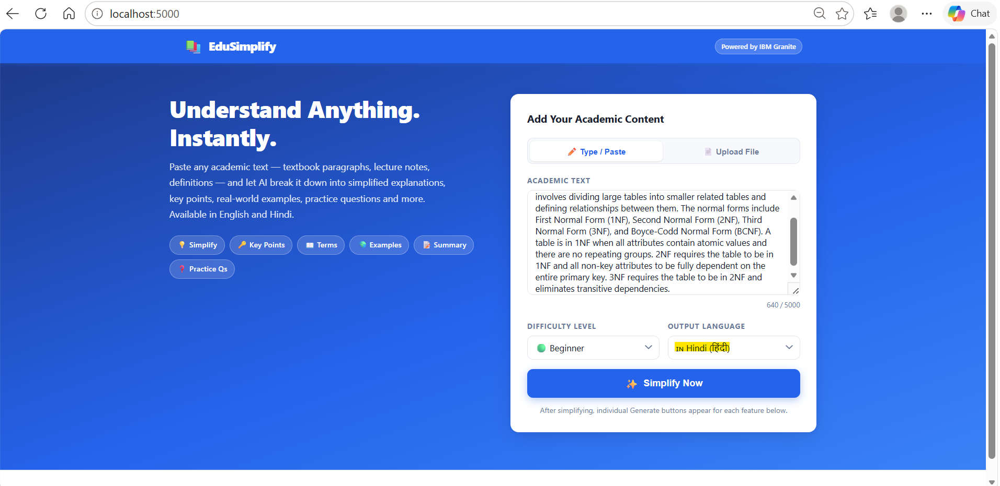 localhost:5000
Chat
EduSimplify
Powered by IBM Granite
Understand Anything.
Instantly.
Paste any academic text — textbook paragraphs, lecture notes,
definitions — and let AI break it down into simplified explanations,
key points, real-world examples, practice questions and more.
Available in English and Hindi.
Simplify
Key Points
Terms
Examples
Summary
Practice Qs
Add Your Academic Content
Type / Paste
Upload File
ACADEMIC TEXT
involves dividing large tables into smaller related tables and
defining relationships between them. The normal forms include
First Normal Form (1NF), Second Normal Form (2NF), Third
Normal Form (3NF), and Boyce-Codd Normal Form (BCNF). A
table is in 1NF when all attributes contain atomic values and
there are no repeating groups. 2NF requires the table to be in
1NF and all non-key attributes to be fully dependent on the
entire primary key. 3NF requires the table to be in 2NF and
eliminates transitive dependencies.
640 / 5000
DIFFICULTY LEVEL
OUTPUT LANGUAGE
Beginner
IN Hindi (हिंदी)
Simplify Now
After simplifying, individual Generate buttons appear for each feature below.